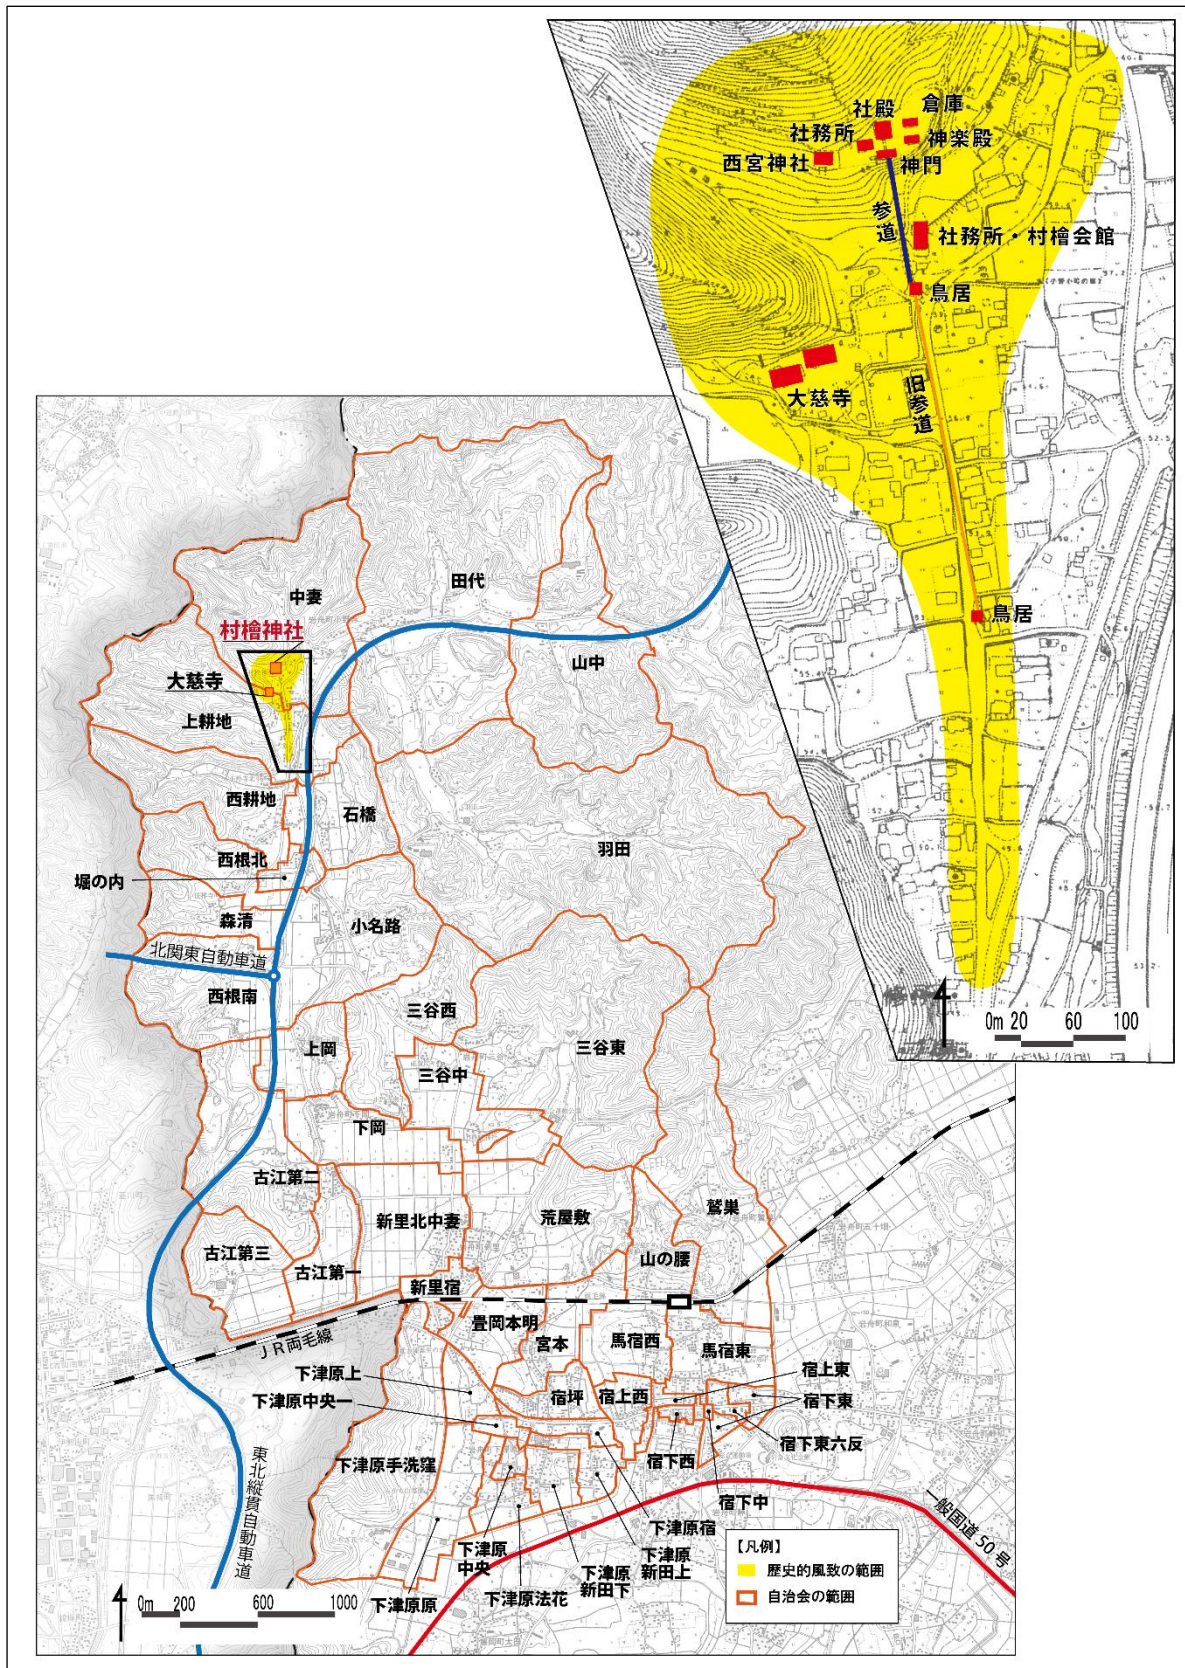 社殿
倉庫
社務所
神楽殿
西宮神社
神門
参道
社務所・村檜会館
鳥居
大慈寺
旧参道
鳥居
0m 20 60 100
田代
中妻
村檜神社
山中
大慈寺
上耕地
西耕地
石橋
羽田
西根北
堀の内
森清
小名路
北関東自動車道
西根南
三谷西
上岡
三谷東
三谷中
下岡
古江第二
鷲巣
新里北中妻
荒屋敷
古江第三
山の腰
古江第一
新里宿
JR両毛線
畳岡本明
宮本
馬宿西
馬宿東
下津原上
宿上東
宿坪
宿上西
宿下東
下津原中央一
宿下東六反
宿下西
下津原手洗窪
宿下中
一般国道50号
東北縦貫自動車道
下津原宿
下津原
中央
下津原
新田上
下津原
新田下
下津原法花
下津原原
【凡例】
歴史的風致の範囲
自治会の範囲
0m 200 600 1000